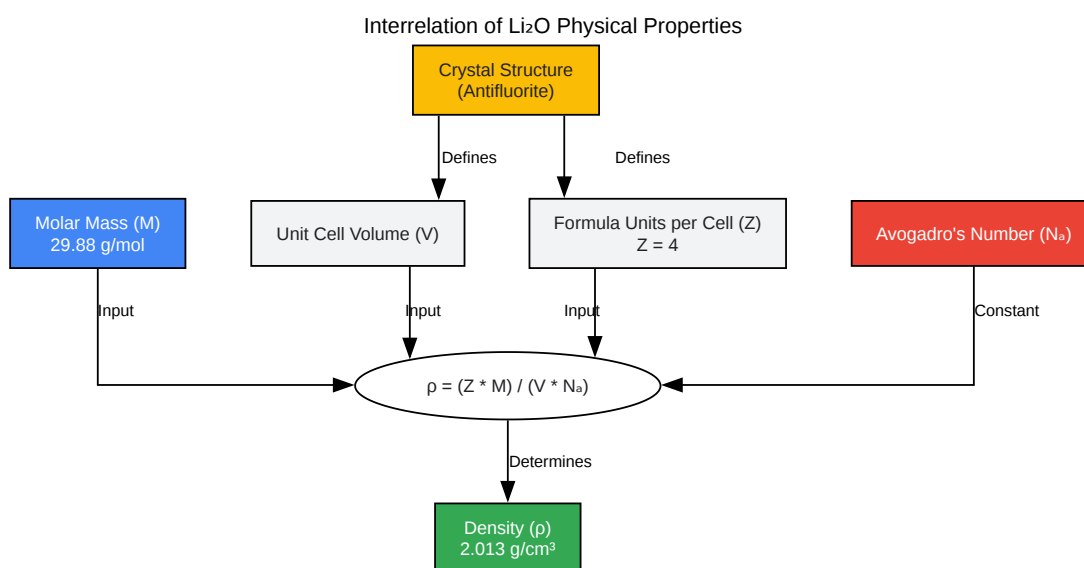 Interrelation of Li₂O Physical Properties
Crystal Structure
(Antifluorite)
Defines
Defines
Molar Mass (M)
29.88 g/mol
Unit Cell Volume (V)
Formula Units per Cell (Z)
Z = 4
Avogadro's Number (Nₐ)
Input
Input
Input
Constant
ρ = (Z * M) / (V * Nₐ)
Determines
Density (ρ)
2.013 g/cm³